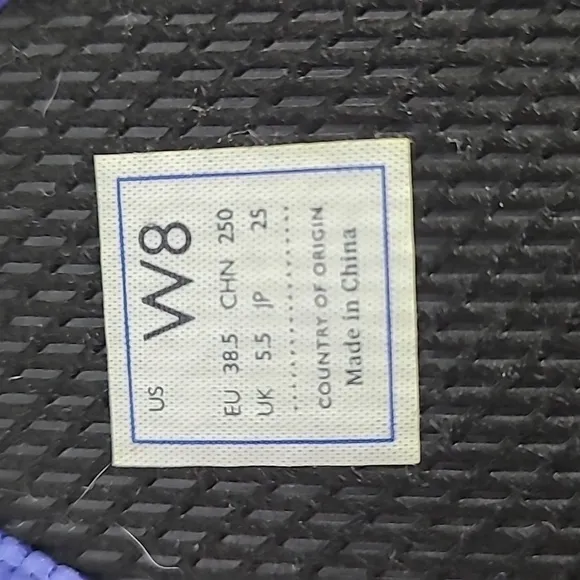 US W8
EU 38.5 CHN 250
UK 5.5 JP 25
COUNTRY OF ORIGIN
Made in China